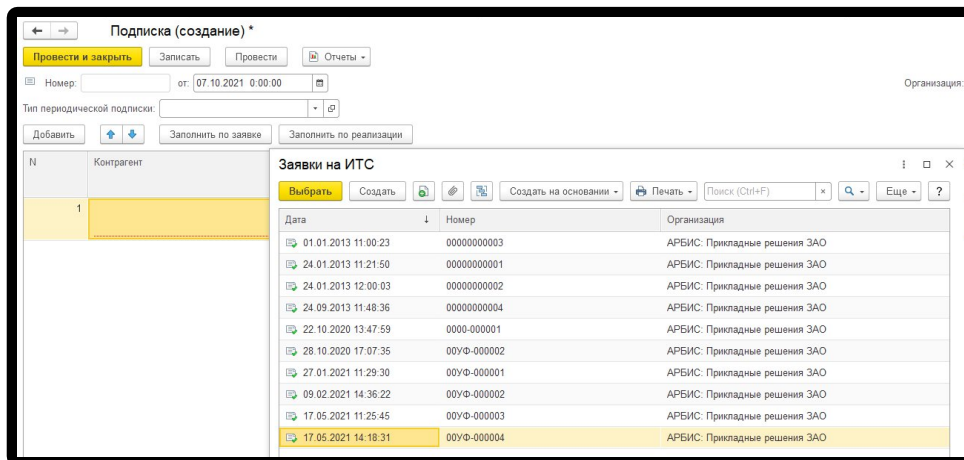 Подписка (создание) *
Провести и закрыть Записать Провести Отчеты
Номер: от: 07.10.2021 0:00:00 Организация:
Тип периодической подписки:
Добавить Заполнить по заявке Заполнить по реализации
N Контрагент
1
Заявки на ИТС
Выбрать Создать Создать на основании Печать Поиск (Ctrl+F) × Еще ?
Дата ↓ Номер Организация
01.01.2013 11:00:23 00000000003 АРБИС: Прикладные решения ЗАО
24.01.2013 11:21:50 00000000001 АРБИС: Прикладные решения ЗАО
24.01.2013 12:00:03 00000000002 АРБИС: Прикладные решения ЗАО
24.09.2013 11:48:36 00000000004 АРБИС: Прикладные решения ЗАО
22.10.2020 13:47:59 0000-000001 АРБИС: Прикладные решения ЗАО
28.10.2020 17:07:35 00УФ-000002 АРБИС: Прикладные решения ЗАО
27.01.2021 11:29:30 00УФ-000001 АРБИС: Прикладные решения ЗАО
09.02.2021 14:36:22 00УФ-000002 АРБИС: Прикладные решения ЗАО
17.05.2021 11:25:45 00УФ-000003 АРБИС: Прикладные решения ЗАО
17.05.2021 14:18:31 00УФ-000004 АРБИС: Прикладные решения ЗАО